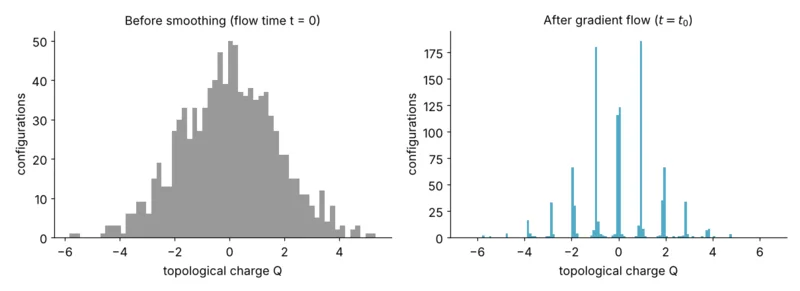 Before smoothing (flow time t = 0)
50
40
30
20
10
0
configurations
−6 −4 −2 0 2 4
topological charge Q
After gradient flow (t = t₀)
175
150
125
100
75
50
25
0
configurations
−6 −4 −2 0 2 4 6
topological charge Q